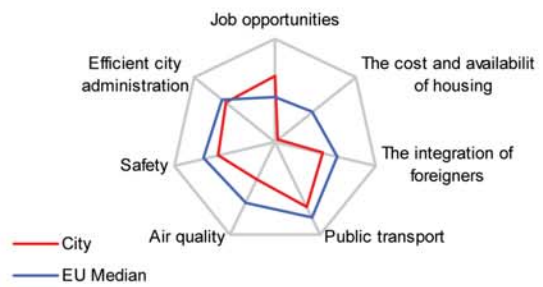 Job opportunities
The cost and availabilit
of housing
The integration of
foreigners
Public transport
Air quality
Safety
Efficient city
administration
City
EU Median